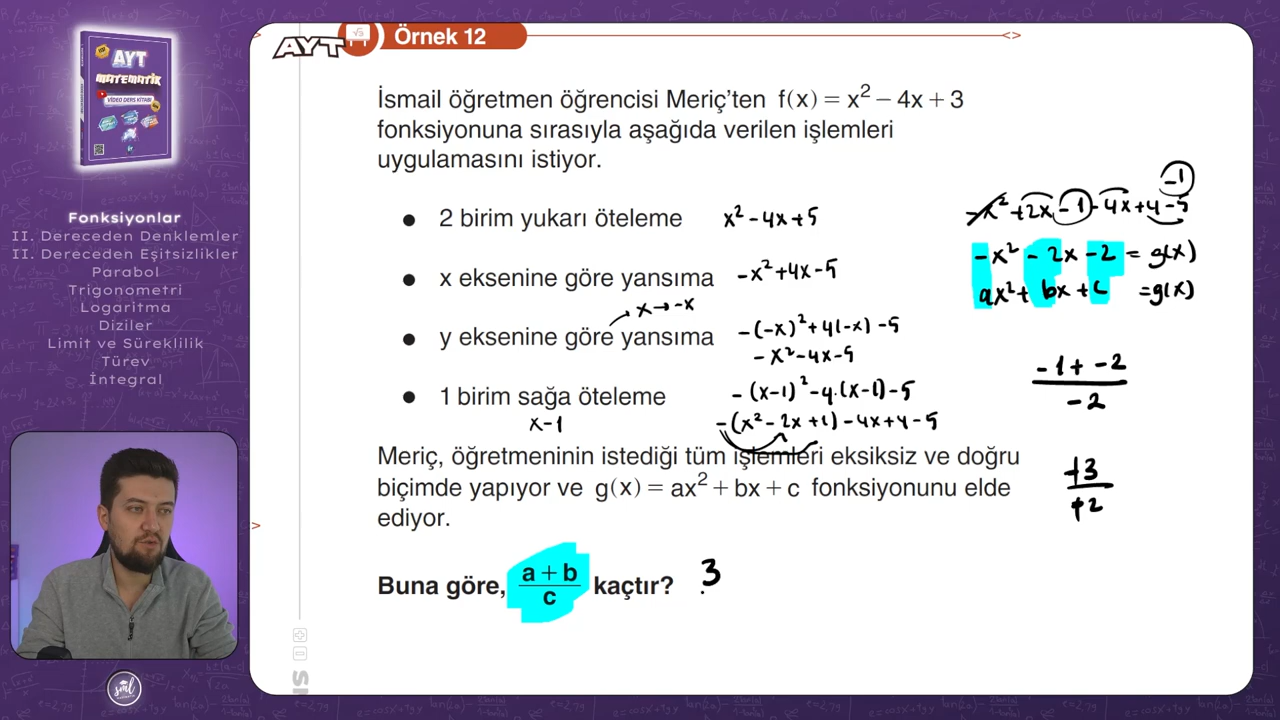 AYT
MATEMATİK
VİDEO DERS KİTABI
Fonksiyonlar
II. Dereceden Denklemler
II. Dereceden Eşitsizlikler
Parabol
Trigonometri
Logaritma
Diziler
Limit ve Süreklilik
Türev
İntegral
sml
AYT
Örnek 12
İsmail öğretmen öğrencisi Meriç'ten f(x) = x² – 4x + 3
fonksiyonuna sırasıyla aşağıda verilen işlemleri
uygulamasını istiyor.
● 2 birim yukarı öteleme x² - 4x + 5
● x eksenine göre yansıma -x² + 4x - 5
x → -x
● y eksenine göre yansıma -(-x)² + 4(-x) - 5
-x² - 4x - 5
● 1 birim sağa öteleme -(x-1)² - 4.(x-1) - 5
x-1 -(x² - 2x + 1) - 4x + 4 - 5
Meriç, öğretmeninin istediği tüm işlemleri eksiksiz ve doğru
biçimde yapıyor ve g(x) = ax² + bx + c fonksiyonunu elde
ediyor.
Buna göre, a + b / c kaçtır? 3
-1
-x² + 2x - 1 - 4x + 4 - 5
-x² - 2x - 2 = g(x)
ax² + bx + c = g(x)
-1 + -2
-2
+3
+2